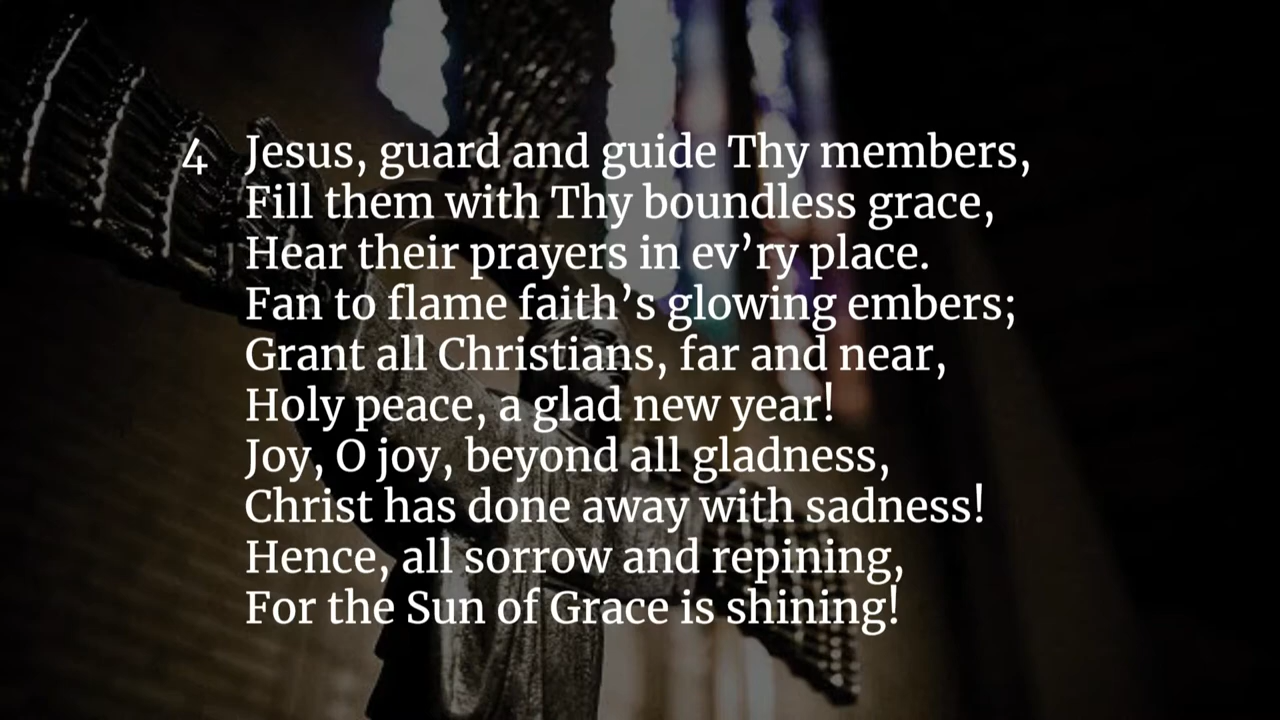 4 Jesus, guard and guide Thy members,
Fill them with Thy boundless grace,
Hear their prayers in ev’ry place.
Fan to flame faith’s glowing embers;
Grant all Christians, far and near,
Holy peace, a glad new year!
Joy, O joy, beyond all gladness,
Christ has done away with sadness!
Hence, all sorrow and repining,
For the Sun of Grace is shining!